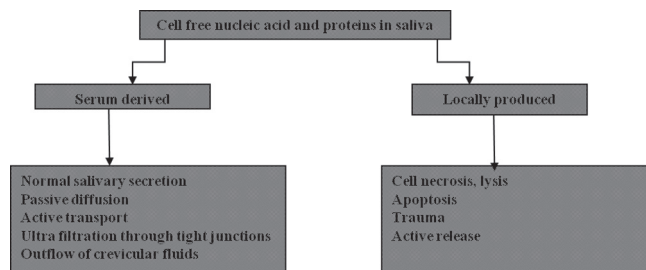 Cell free nucleic acid and proteins in saliva
Serum derived
Locally produced
Normal salivary secretion
Passive diffusion
Active transport
Ultra filtration through tight junctions
Outflow of crevicular fluids
Cell necrosis, lysis
Apoptosis
Trauma
Active release